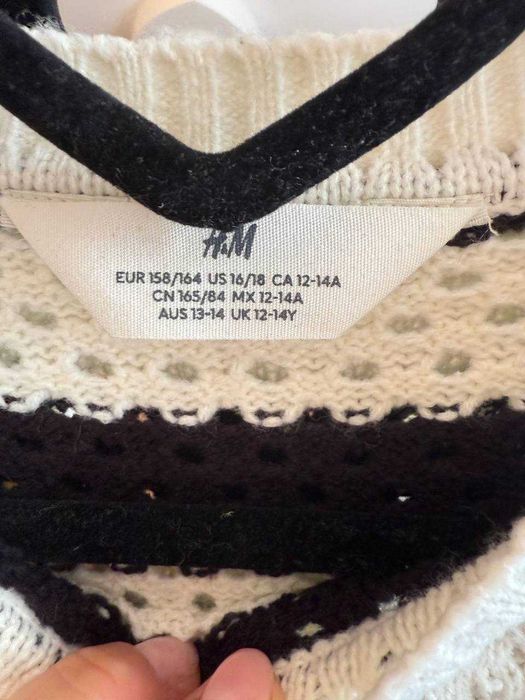 H&M
EUR 158/164 US 16/18 CA 12-14A
CN 165/84 MX 12-14A
AUS 13-14 UK 12-14Y